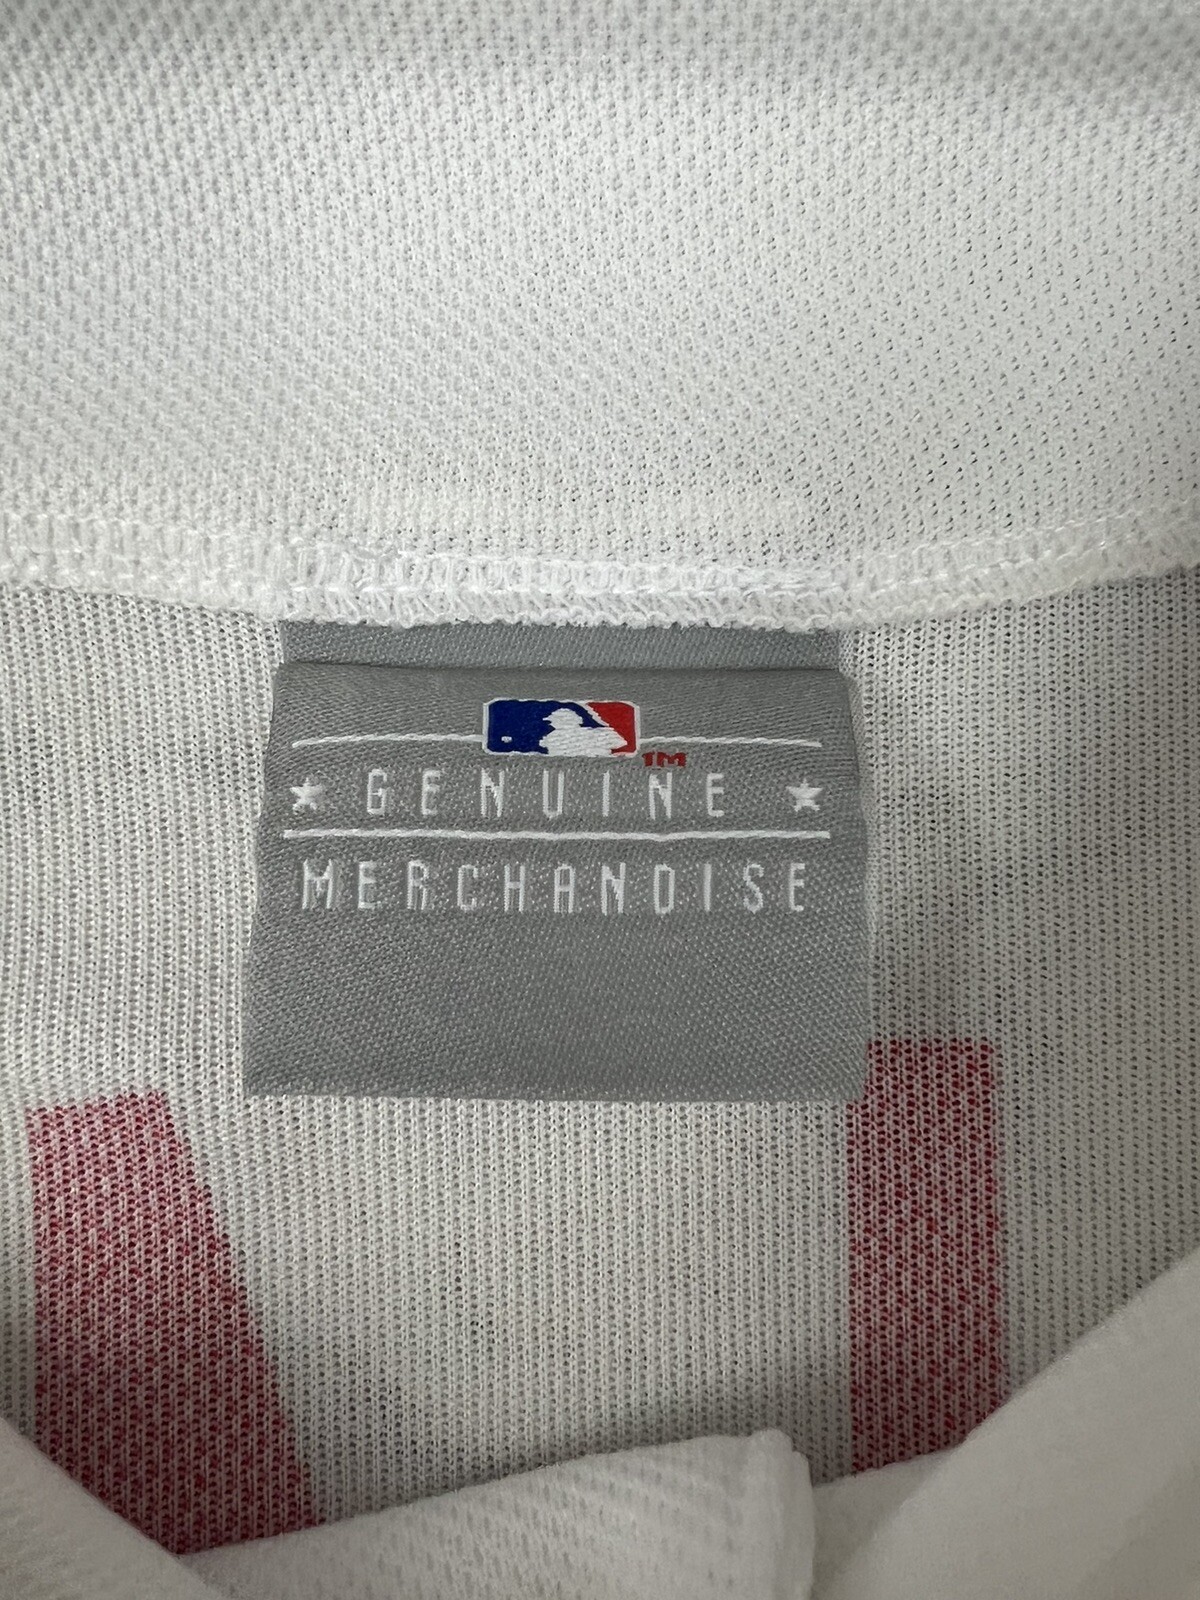 TM
★ GENUINE ★
MERCHANDISE